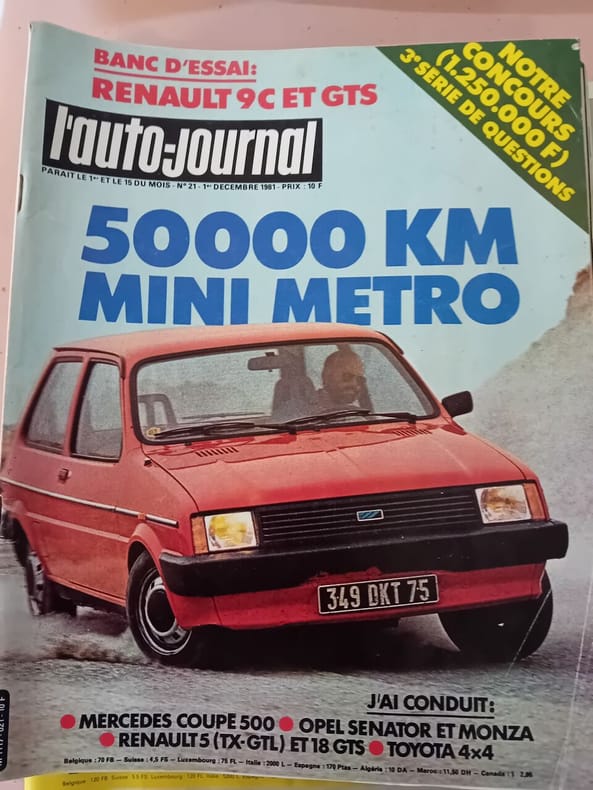 BANC D'ESSAI:
RENAULT 9C ET GTS
NOTRE
CONCOURS
(1.250.000 F)
3e SERIE DE QUESTIONS
l'auto-journal
PARAIT LE 1er ET LE 15 DU MOIS - N° 21 - 1er DECEMBRE 1981 - PRIX : 10 F
50000 KM
MINI METRO
349 DKT 75
J'AI CONDUIT:
● MERCEDES COUPÉ 500 ● OPEL SENATOR ET MONZA
● RENAULT 5 (TX-GTL) ET 18 GTS ● TOYOTA 4x4
Belgique : 70 FB - Suisse : 4,5 FS - Luxembourg : 75 FL - Italie : 2000 L - Espagne : 170 Ptas - Algérie : 10 DA - Maroc : 11,50 DH - Canada : $ 2,95